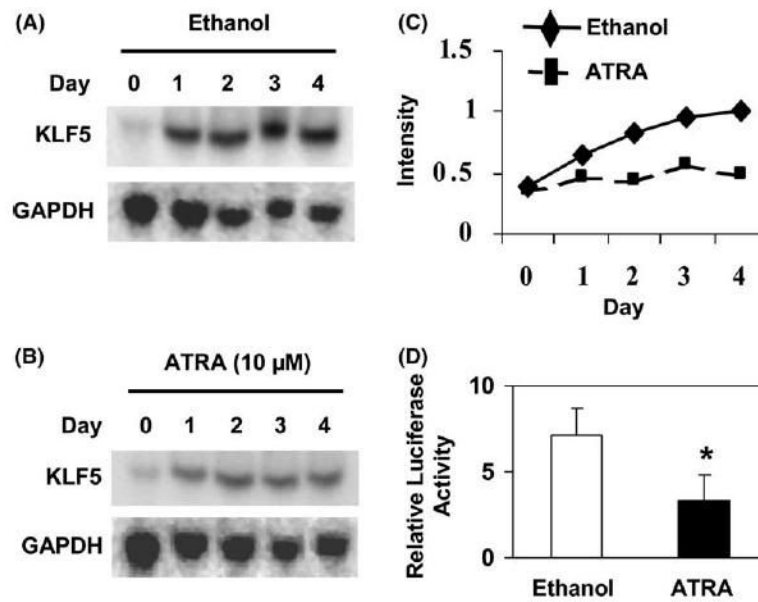 (A)
Ethanol
Day 0 1 2 3 4
KLF5
GAPDH
(B)
ATRA (10 µM)
Day 0 1 2 3 4
KLF5
GAPDH
(C)
Ethanol
ATRA
1.5
1
0.5
0
Intensity
0 1 2 3 4
Day
(D)
10
5
0
Relative Luciferase
Activity
*
Ethanol ATRA